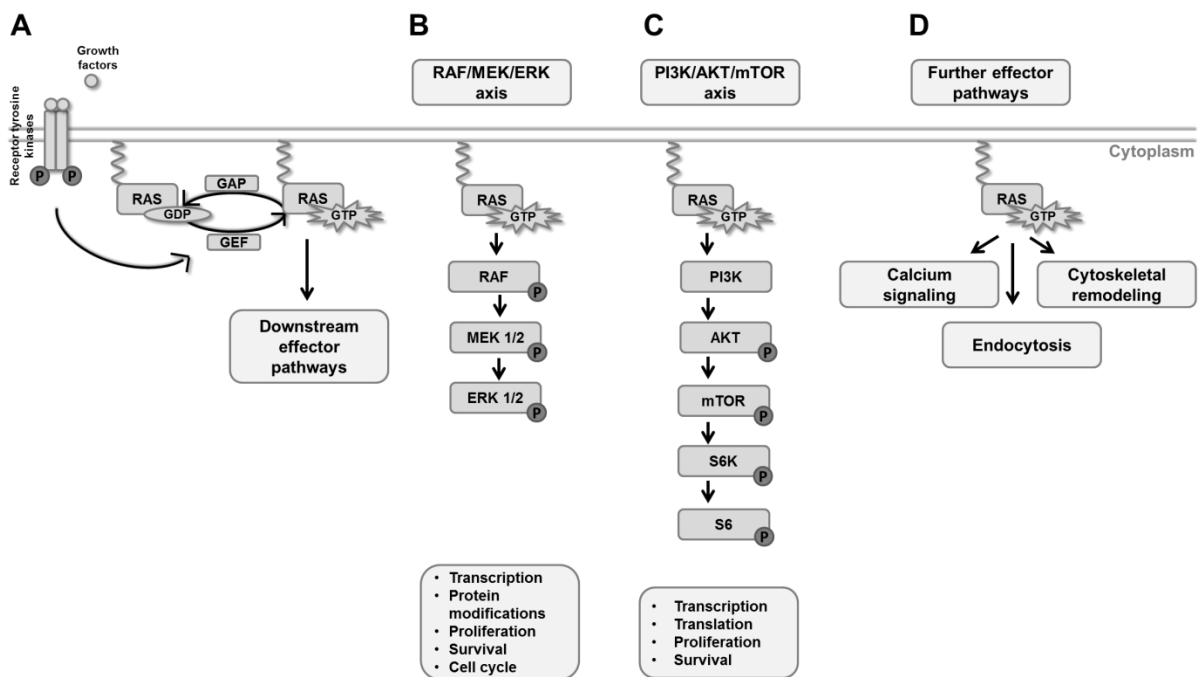 A
Growth
factors
Receptor tyrosine
kinases
P
P
RAS
GDP
GAP
GEF
RAS
GTP
Downstream
effector
pathways
B
RAF/MEK/ERK
axis
RAS
GTP
RAF
P
MEK 1/2
P
ERK 1/2
P
• Transcription
• Protein
modifications
• Proliferation
• Survival
• Cell cycle
C
PI3K/AKT/mTOR
axis
RAS
GTP
PI3K
AKT
P
mTOR
P
S6K
P
S6
P
• Transcription
• Translation
• Proliferation
• Survival
D
Further effector
pathways
Cytoplasm
RAS
GTP
Calcium
signaling
Cytoskeletal
remodeling
Endocytosis